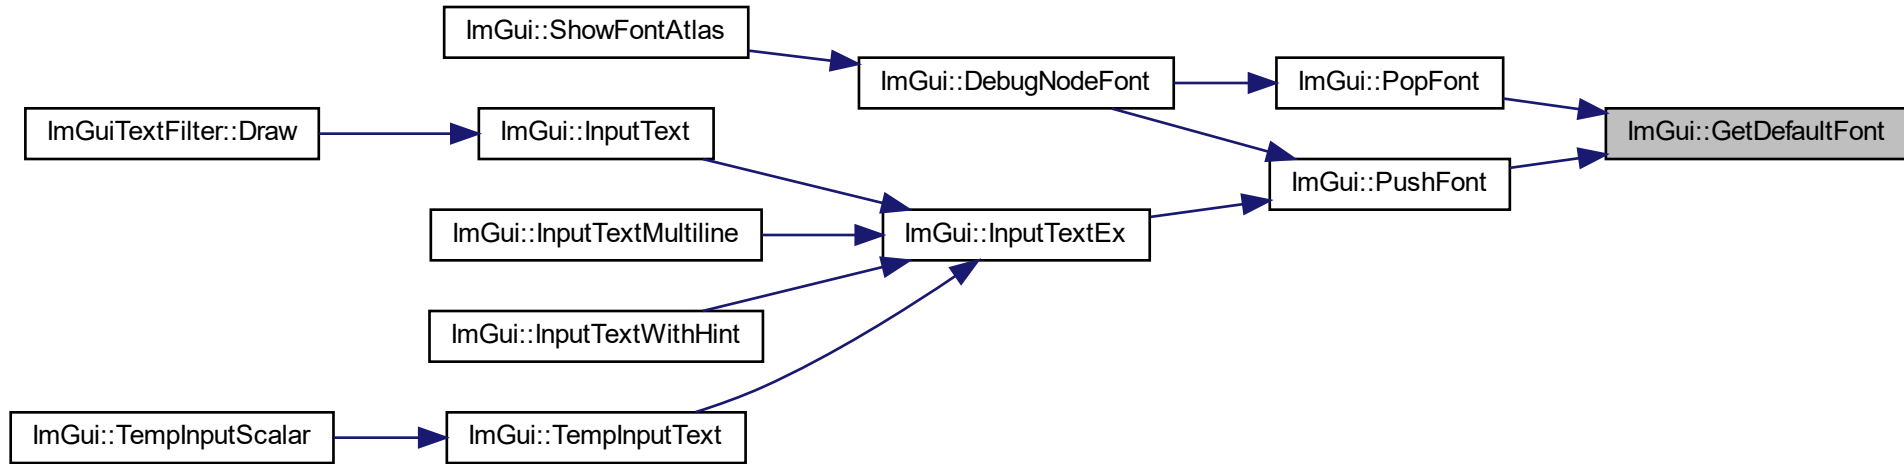 ImGui::ShowFontAtlas
ImGui::DebugNodeFont
ImGui::PopFont
ImGuiTextFilter::Draw
ImGui::InputText
ImGui::GetDefaultFont
ImGui::PushFont
ImGui::InputTextMultiline
ImGui::InputTextEx
ImGui::InputTextWithHint
ImGui::TempInputScalar
ImGui::TempInputText